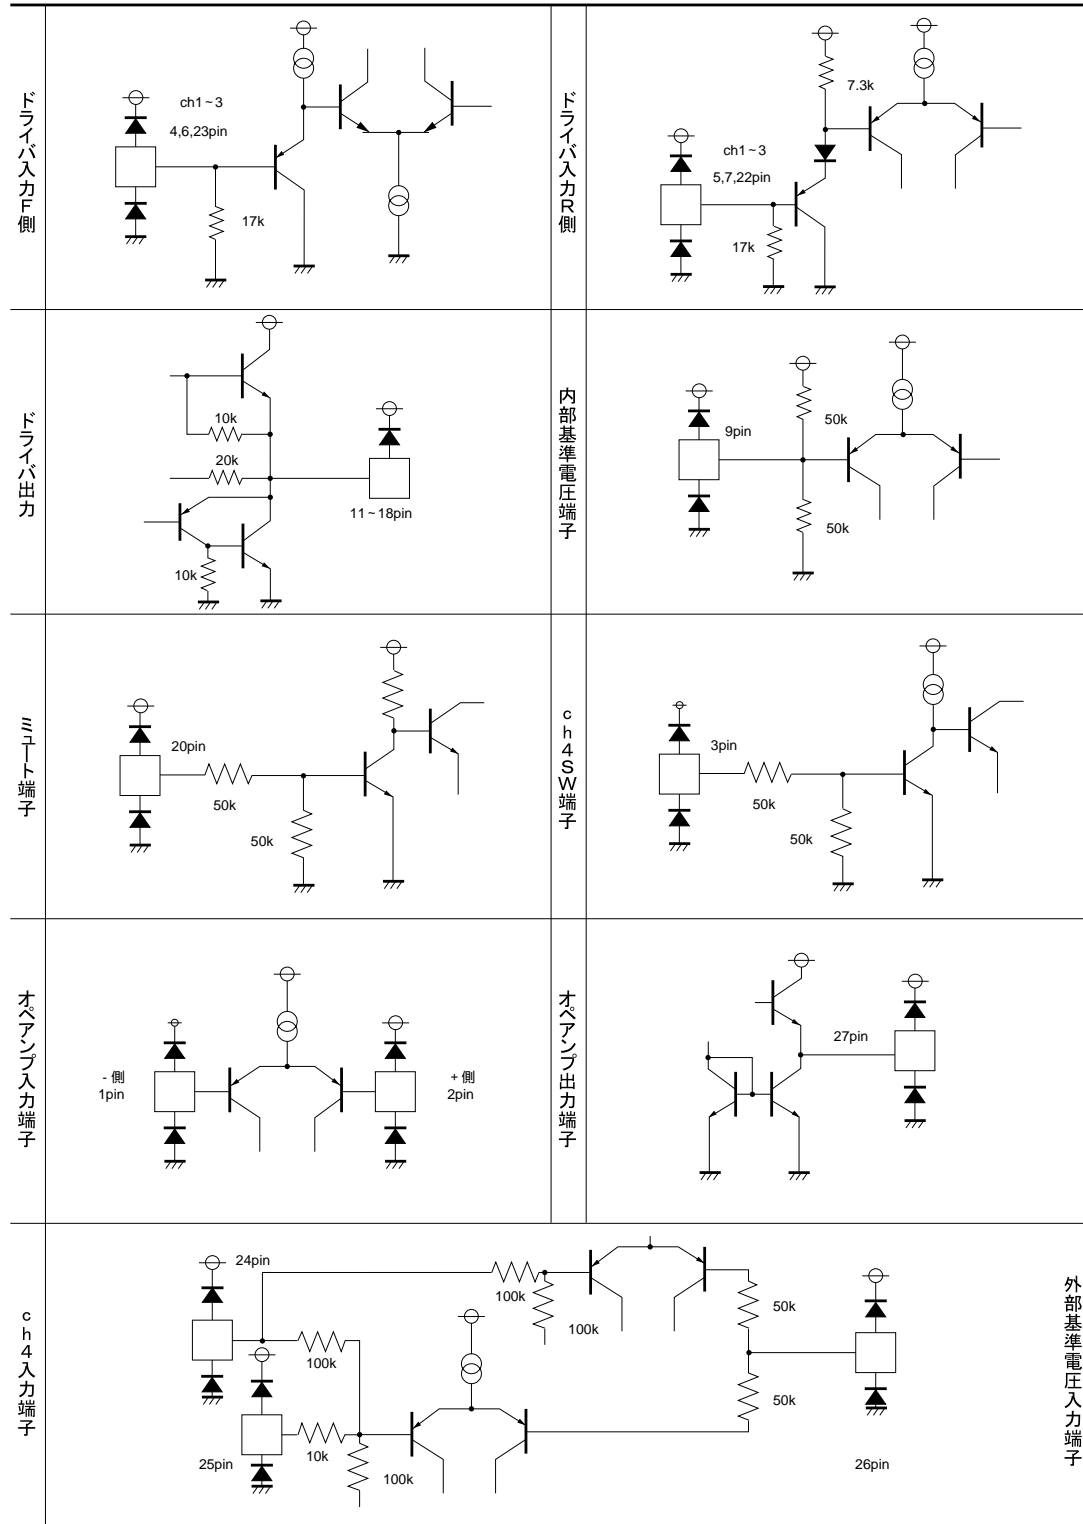 ドライバ入力F側
ch1~3
4,6,23pin
17k
ドライバ入力R側
7.3k
ch1~3
5,7,22pin
17k
ドライバ出力
10k
20k
11~18pin
10k
内部基準電圧端子
9pin
50k
50k
ミュート端子
20pin
50k
50k
ch4SW端子
3pin
50k
50k
オペアンプ入力端子
- 側
1pin
+ 側
2pin
オペアンプ出力端子
27pin
ch4入力端子
24pin
100k
100k
50k
100k
50k
10k
25pin
100k
26pin
外部基準電圧入力端子